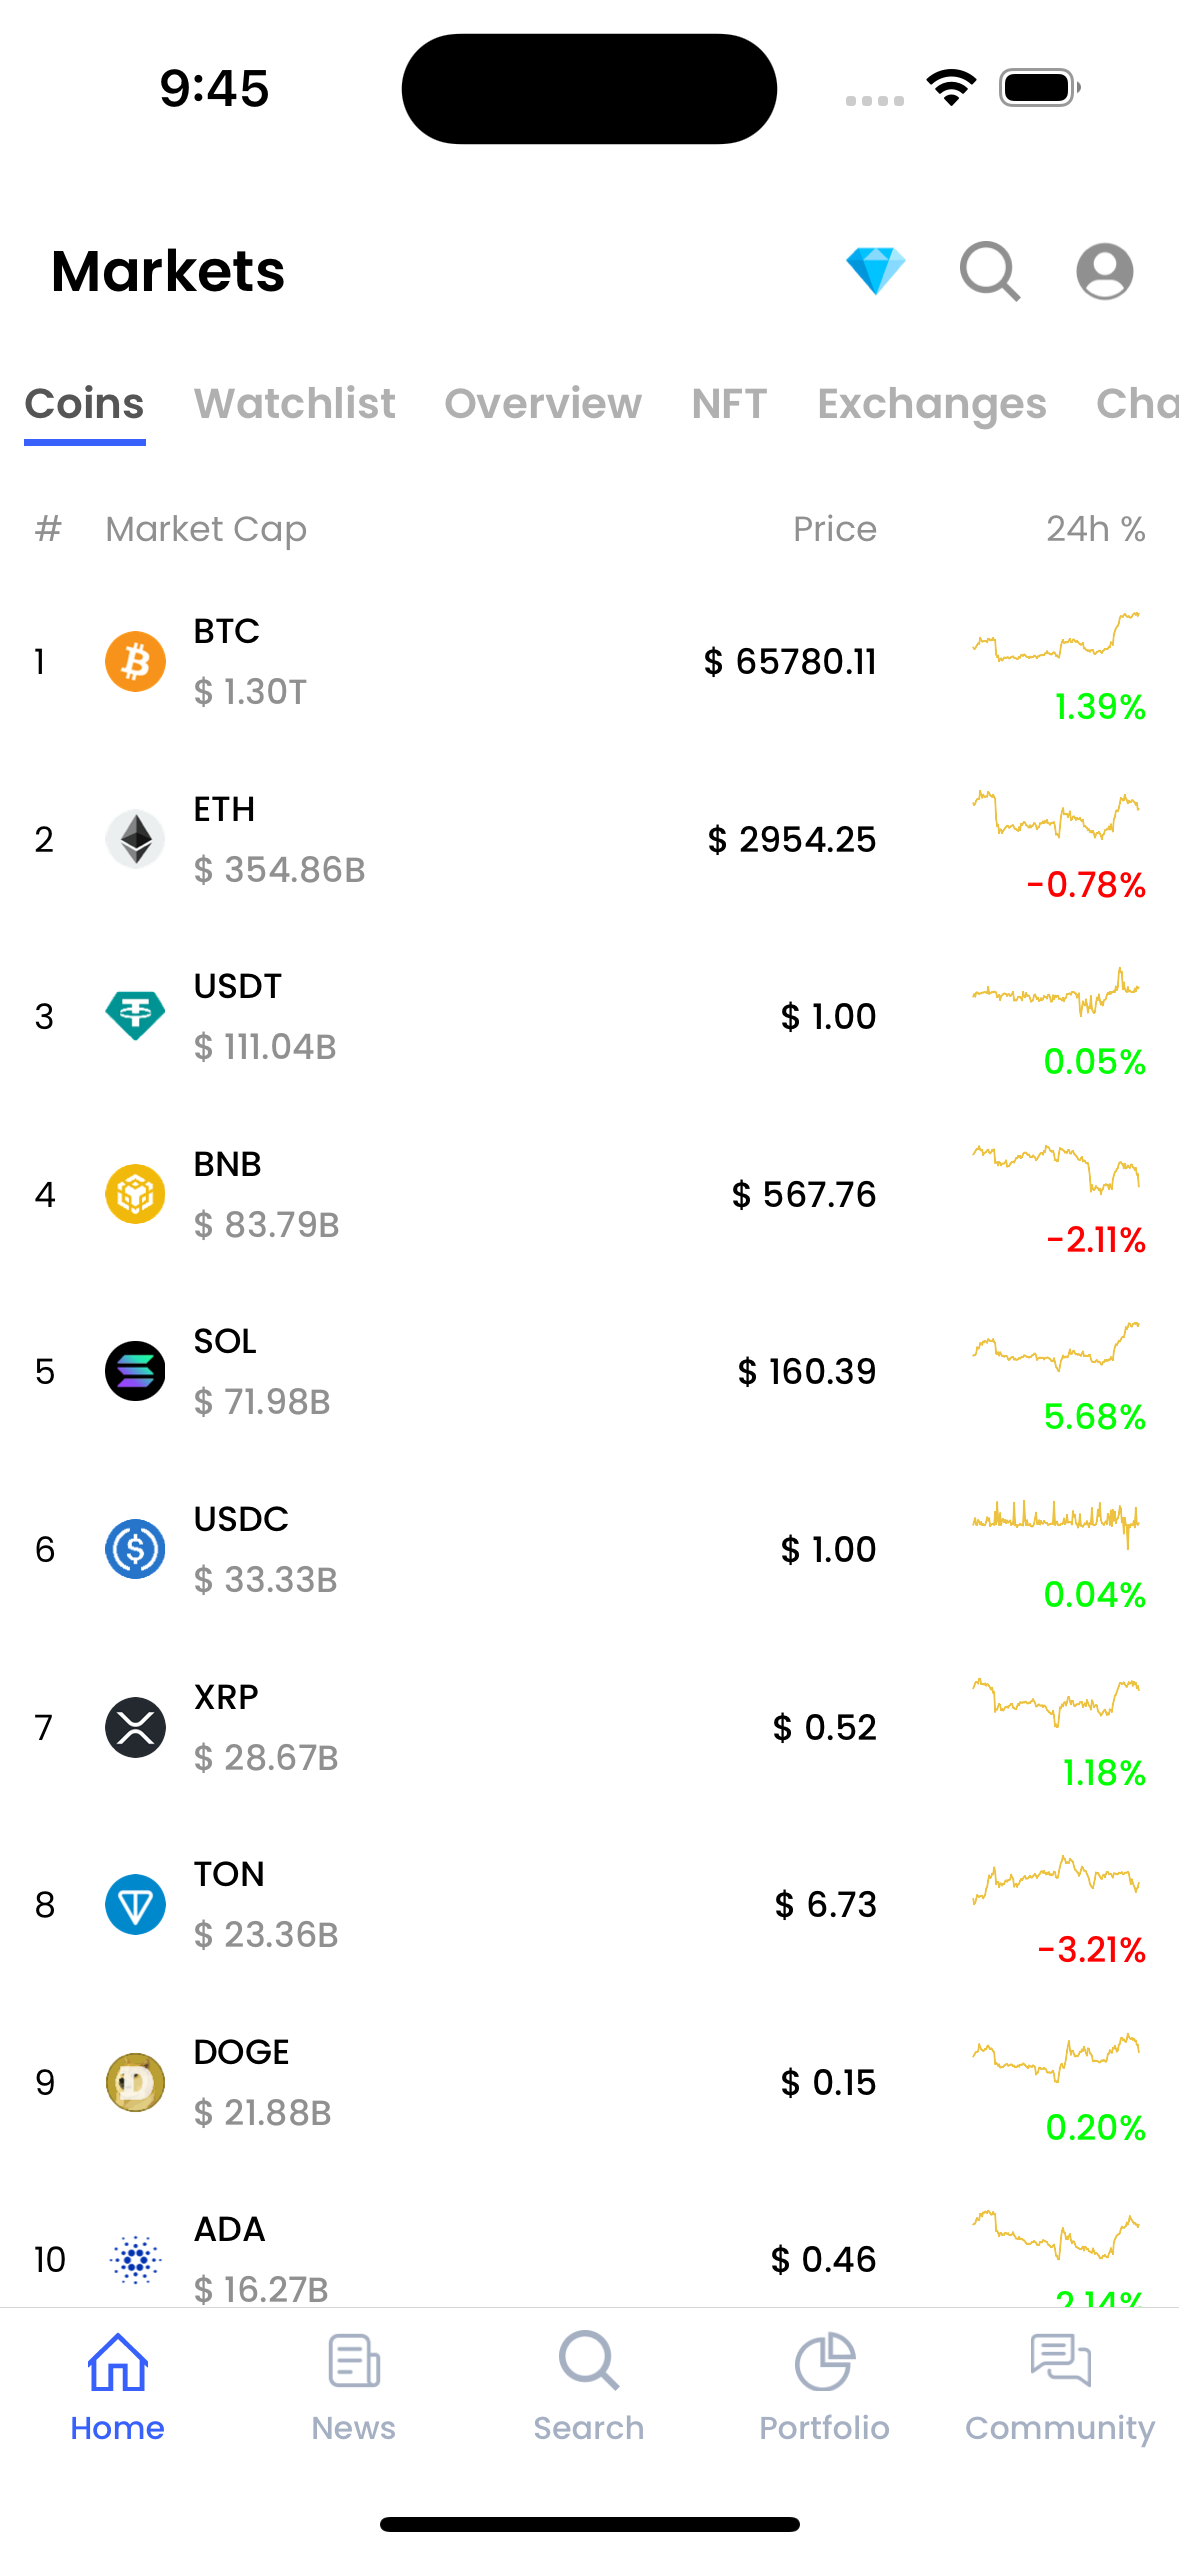 9:45
Markets
Coins Watchlist Overview NFT Exchanges Cha
# Market Cap Price 24h %
1 BTC $ 1.30T $ 65780.11 1.39%
2 ETH $ 354.86B $ 2954.25 -0.78%
3 USDT $ 111.04B $ 1.00 0.05%
4 BNB $ 83.79B $ 567.76 -2.11%
5 SOL $ 71.98B $ 160.39 5.68%
6 USDC $ 33.33B $ 1.00 0.04%
7 XRP $ 28.67B $ 0.52 1.18%
8 TON $ 23.36B $ 6.73 -3.21%
9 DOGE $ 21.88B $ 0.15 0.20%
10 ADA $ 16.27B $ 0.46 2.14%
Home News Search Portfolio Community